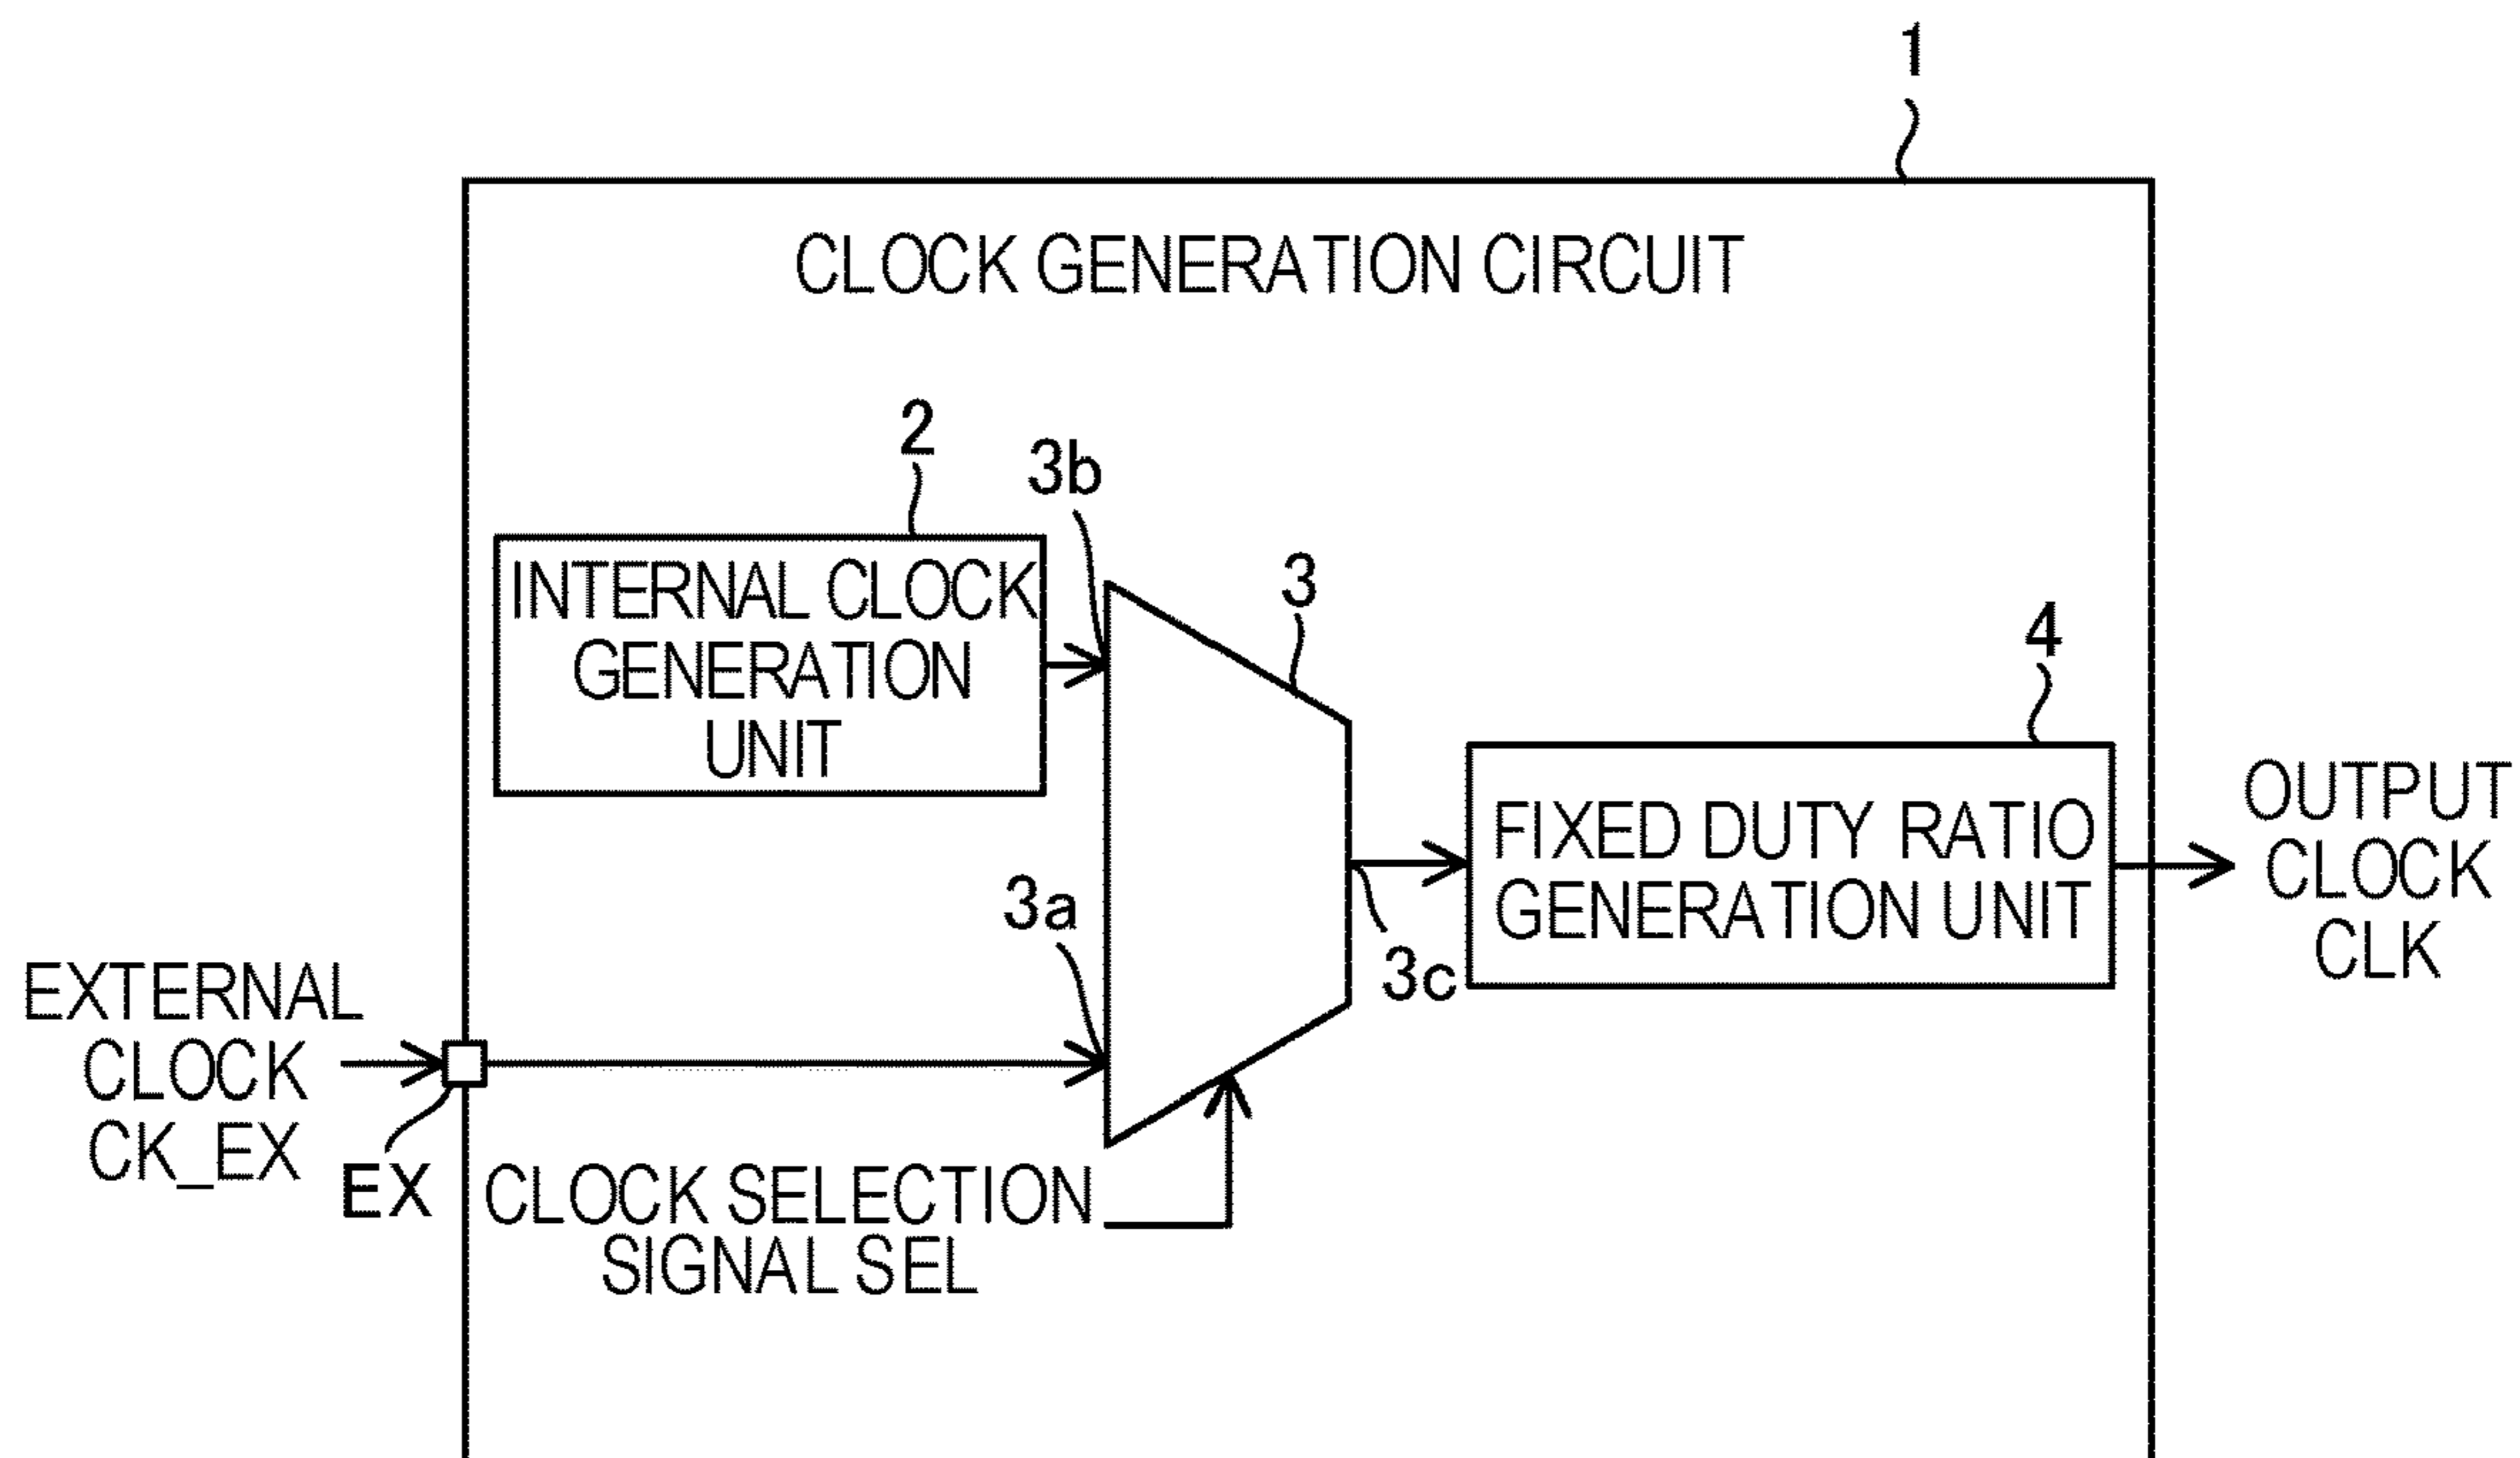 1
CLOCK GENERATION CIRCUIT
2
3b
INTERNAL CLOCK
GENERATION
UNIT
3
4
FIXED DUTY RATIO
GENERATION UNIT
OUTPUT
CLOCK
CLK
3a
3c
EXTERNAL
CLOCK
CK_EX
EX
CLOCK SELECTION
SIGNAL SEL